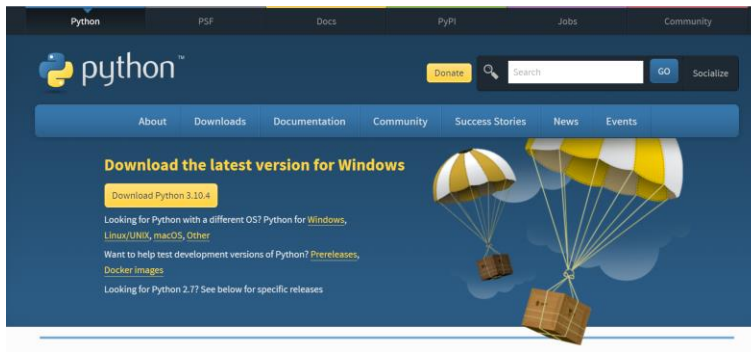 Python PSF Docs PyPI Jobs Community
python™
Donate Search GO Socialize
About Downloads Documentation Community Success Stories News Events
Download the latest version for Windows
Download Python 3.10.4
Looking for Python with a different OS? Python for Windows,
Linux/UNIX, macOS, Other
Want to help test development versions of Python? Prereleases,
Docker images
Looking for Python 2.7? See below for specific releases